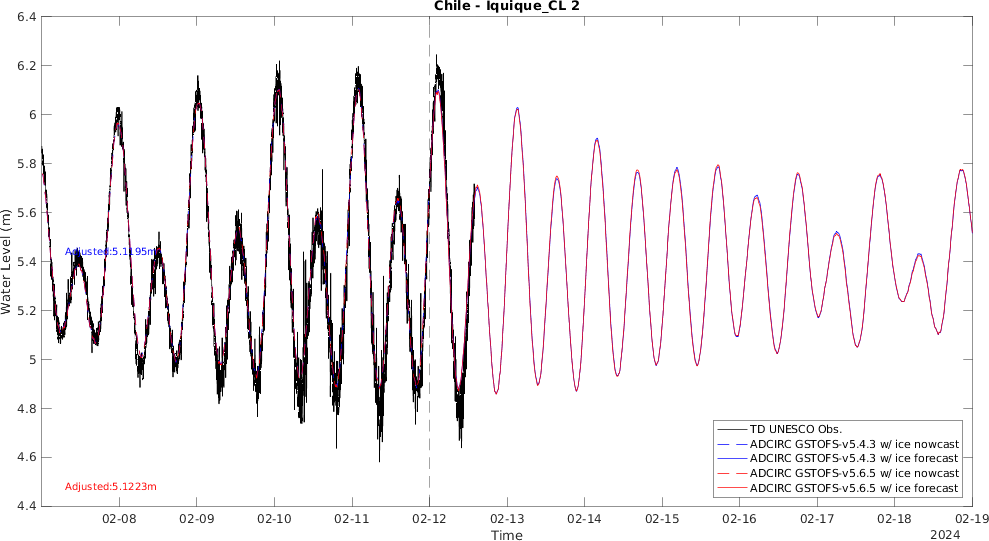 Chile - Iquique_CL 2
6.4
6.2
6
5.8
5.6
5.4
5.2
5
4.8
4.6
4.4
Water Level (m)
Adjusted:5.1195m
Adjusted:5.1223m
TD UNESCO Obs.
ADCIRC GSTOFS-v5.4.3 w/ ice nowcast
ADCIRC GSTOFS-v5.4.3 w/ ice forecast
ADCIRC GSTOFS-v5.6.5 w/ ice nowcast
ADCIRC GSTOFS-v5.6.5 w/ ice forecast
02-08 02-09 02-10 02-11 02-12 02-13 02-14 02-15 02-16 02-17 02-18 02-19
Time
2024